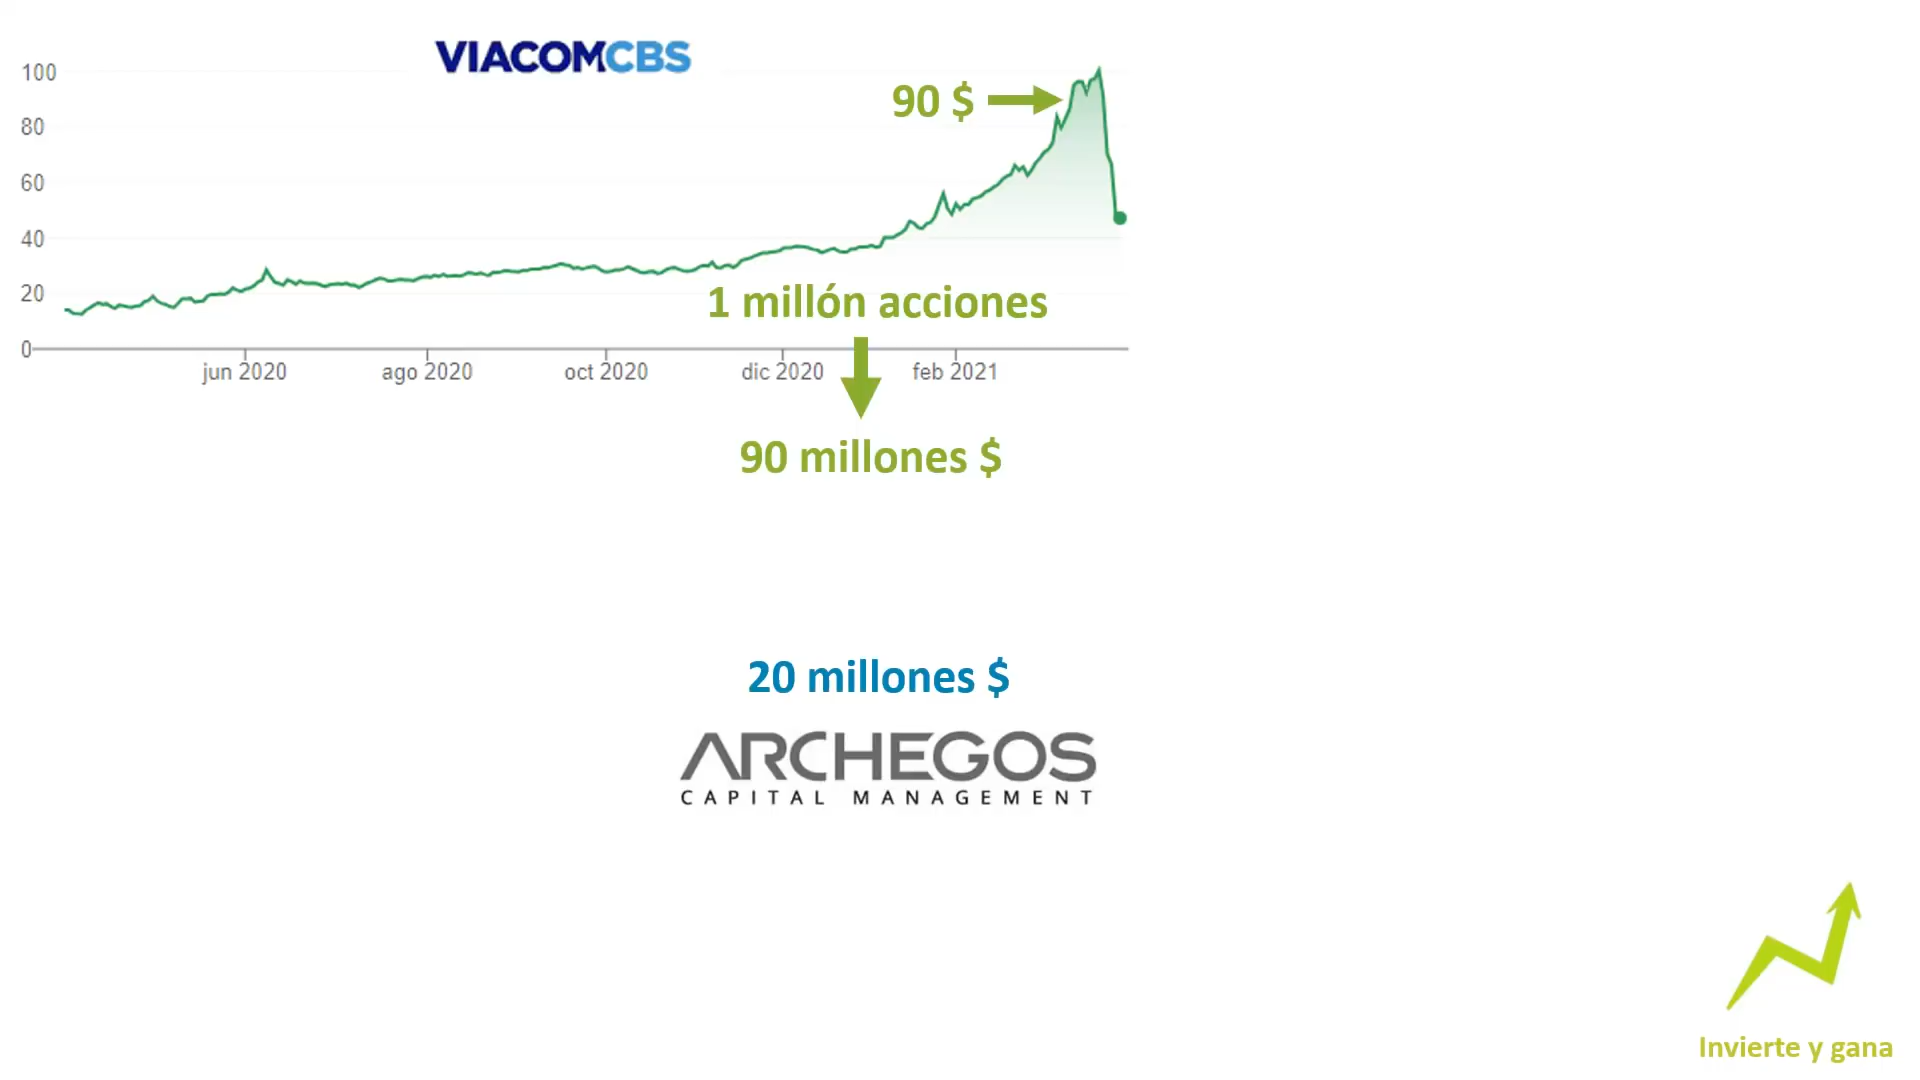 VIACOMCBS
100
90 $
80
60
40
20
1 millón acciones
0
jun 2020
ago 2020
oct 2020
dic 2020
feb 2021
90 millones $
20 millones $
ARCHEGOS
CAPITAL MANAGEMENT
Invierte y gana